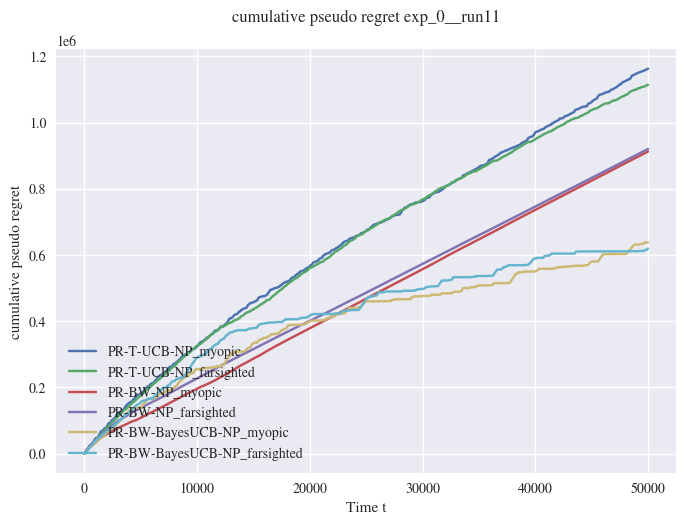 cumulative pseudo regret exp_0__run11
1e6
1.2
1.0
0.8
0.6
0.4
0.2
0.0
cumulative pseudo regret
PR-T-UCB-NP_myopic
PR-T-UCB-NP_farsighted
PR-BW-NP_myopic
PR-BW-NP_farsighted
PR-BW-BayesUCB-NP_myopic
PR-BW-BayesUCB-NP_farsighted
0 10000 20000 30000 40000 50000
Time t